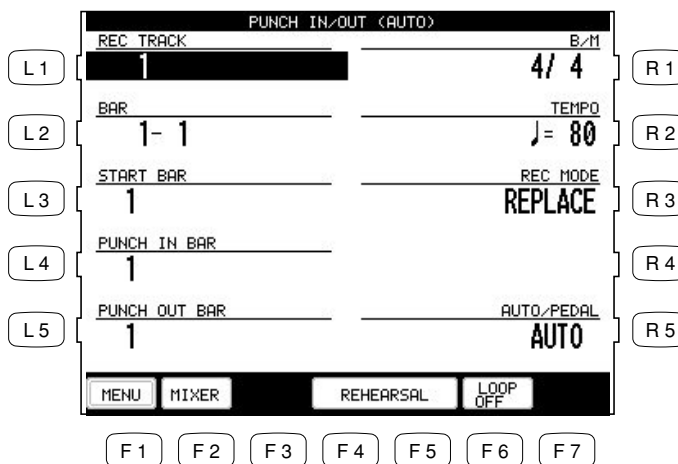 PUNCH IN/OUT (AUTO)
REC TRACK B/M
L1 1 4/ 4 R1
BAR TEMPO
L2 1- 1 ♩= 80 R2
START BAR REC MODE
L3 1 REPLACE R3
PUNCH IN BAR
L4 1 R4
PUNCH OUT BAR AUTO/PEDAL
L5 1 AUTO R5
MENU MIXER REHEARSAL LOOP
OFF
F1 F2 F3 F4 F5 F6 F7